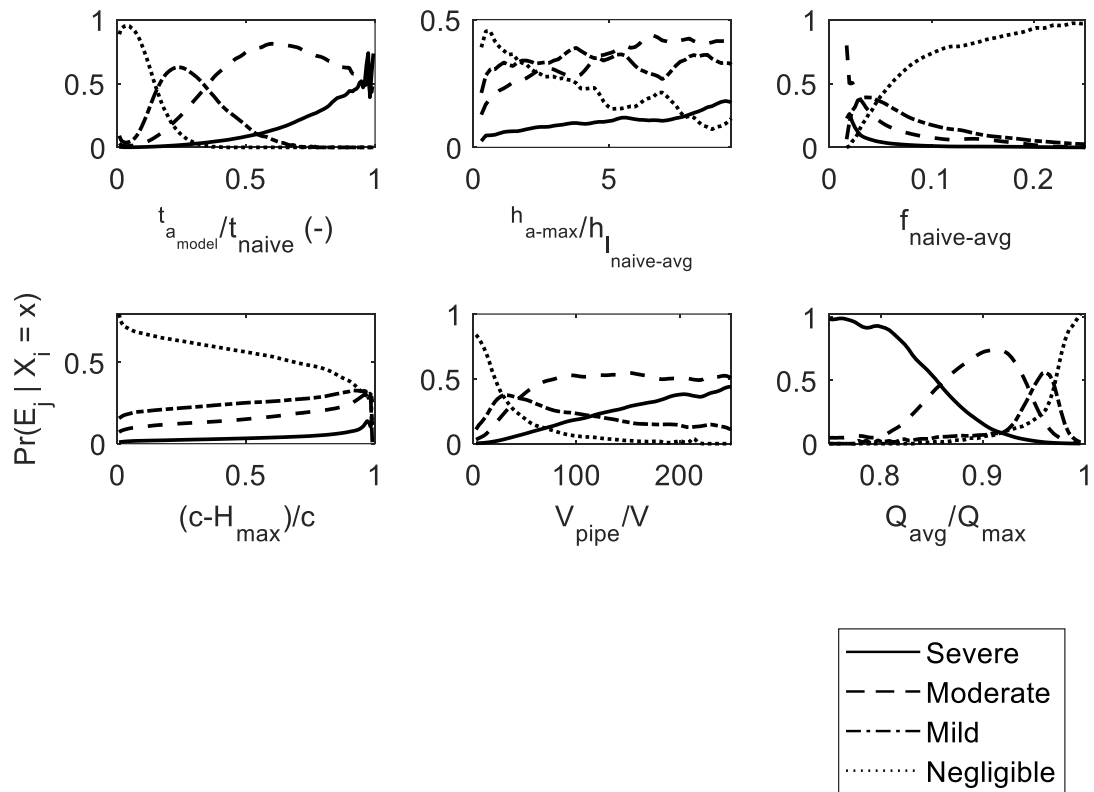 1
0.5
0
0 0.5 1
t_a_model/t_naive (-)
0.5
0
5
h_a-max/h_l_naive-avg
1
0.5
0
0 0.1 0.2
f_naive-avg
Pr(E_j | X_i = x)
0.5
0
0 0.5 1
(c-H_max)/c
1
0.5
0
0 100 200
V_pipe/V
1
0.5
0
0.8 0.9 1
Q_avg/Q_max
Severe
Moderate
Mild
Negligible